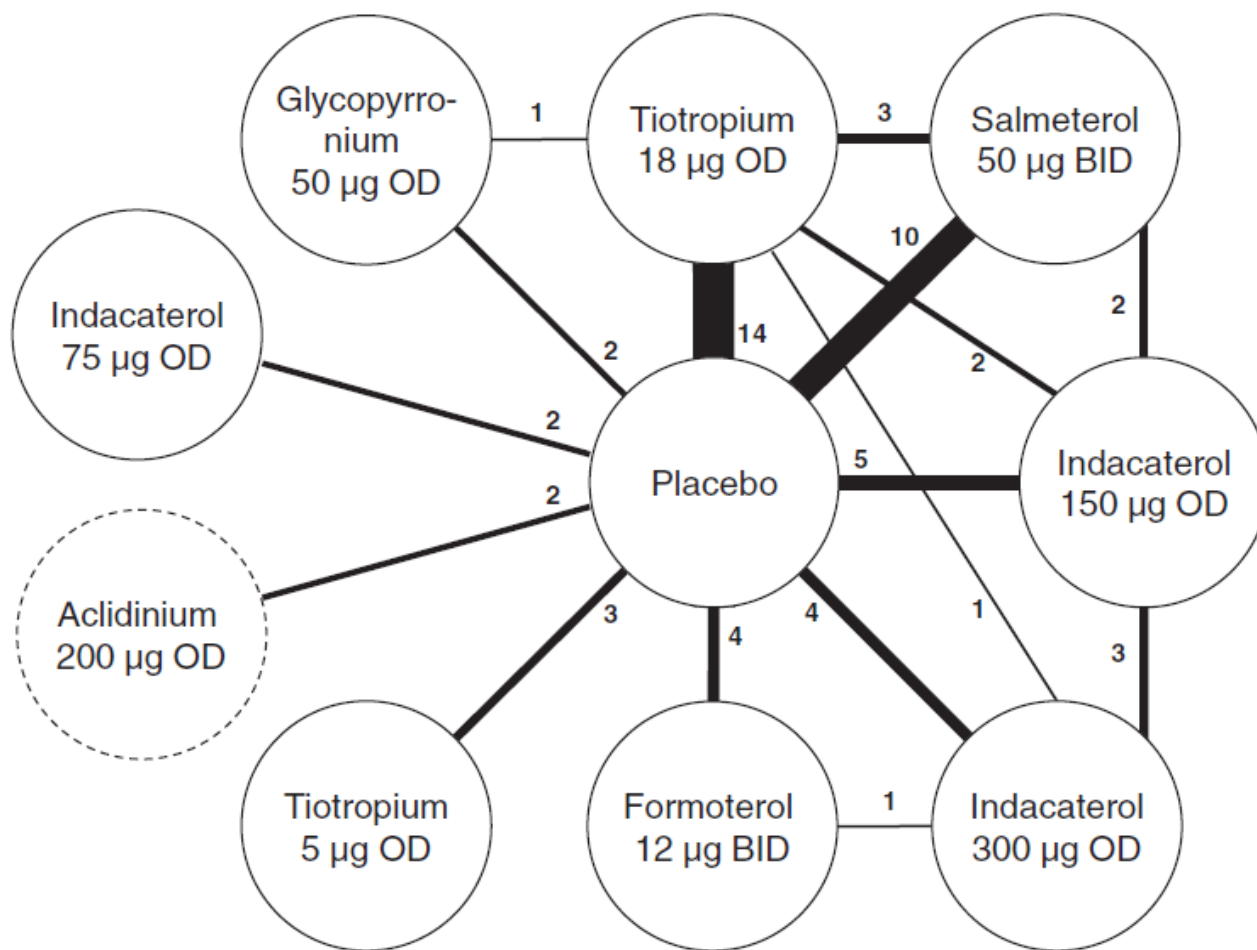 Glycopyrro-
nium
50 µg OD
1
Tiotropium
18 µg OD
3
Salmeterol
50 µg BID
10
Indacaterol
75 µg OD
2
14
2
2
2
Placebo
5
Indacaterol
150 µg OD
2
Aclidinium
200 µg OD
3
4
4
1
3
Tiotropium
5 µg OD
Formoterol
12 µg BID
1
Indacaterol
300 µg OD